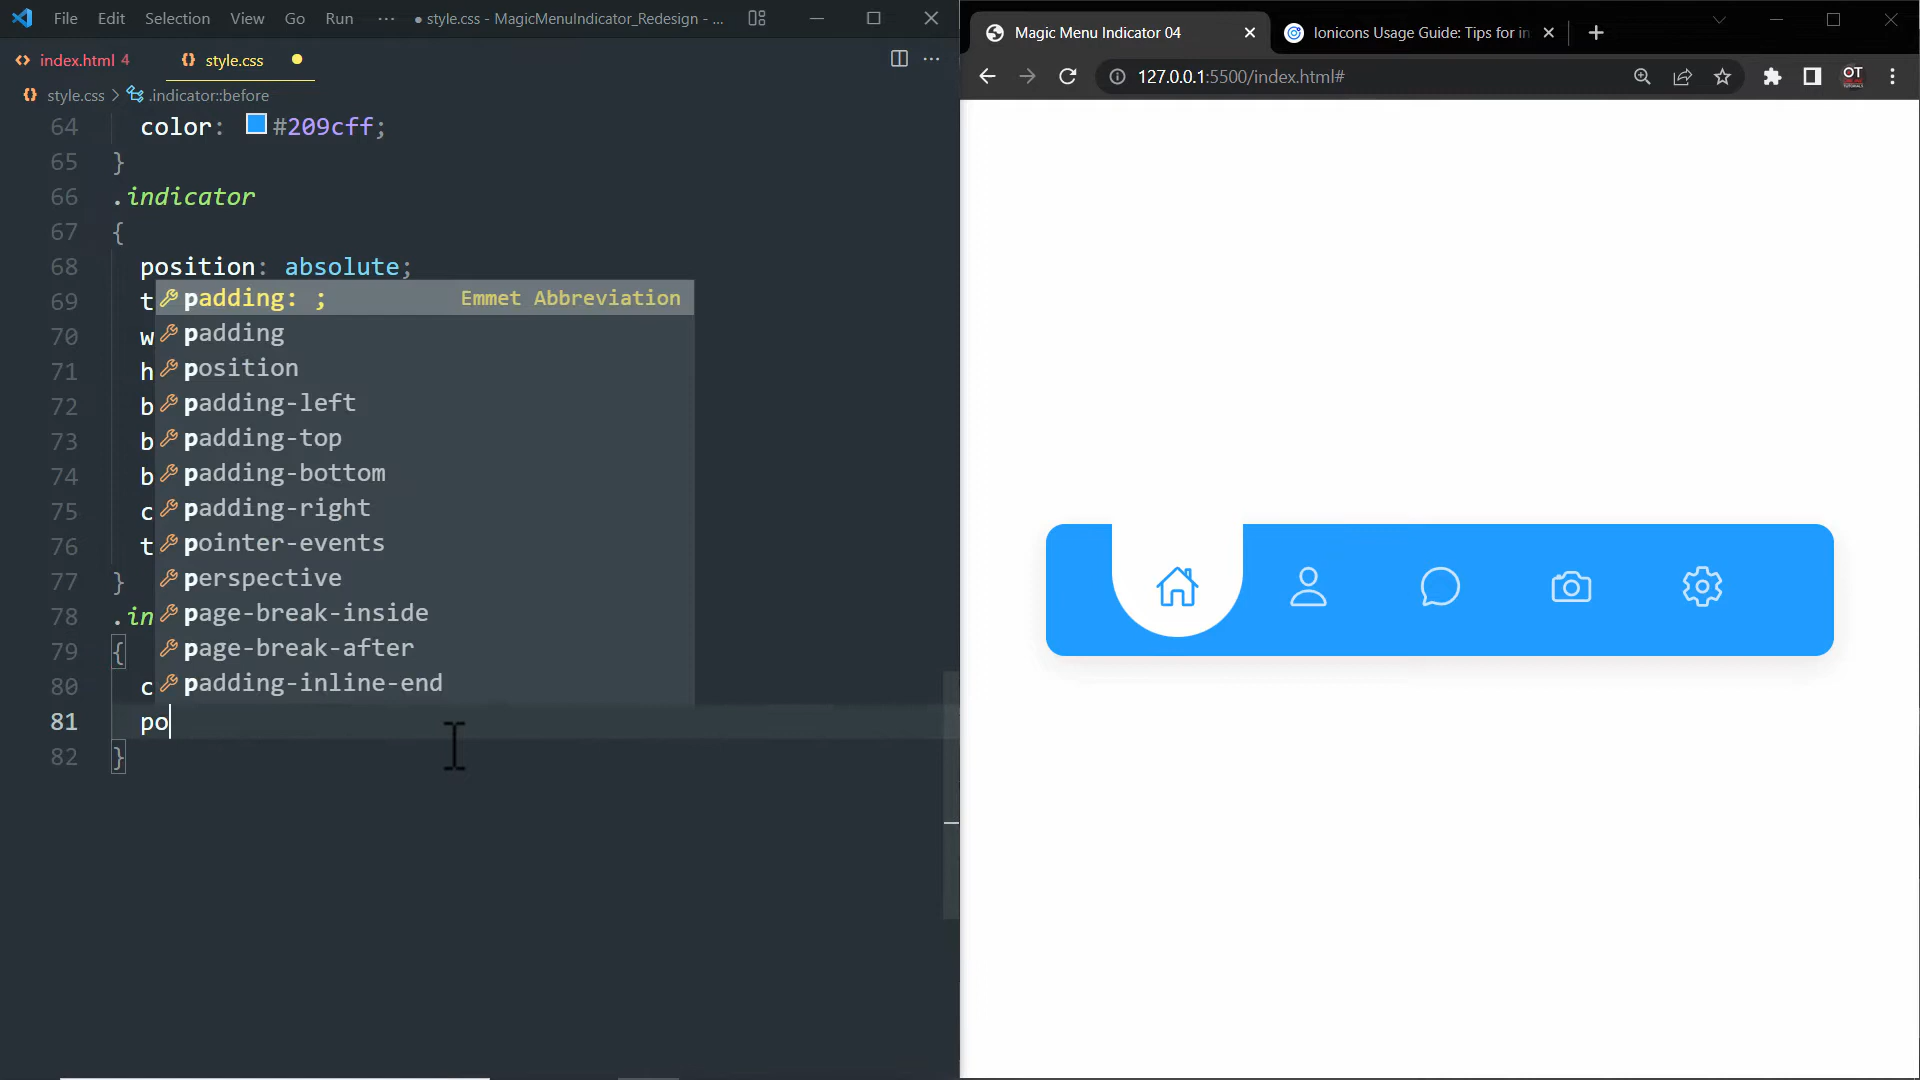 File Edit Selection View Go Run ··· ● style.css - MagicMenuIndicator_Redesign - ...
index.html 4 style.css
style.css > .indicator::before
64 color: #209cff;
65 }
66 .indicator
67 {
68 position: absolute;
69 t
70 w
71 h
72 b
73 b
74 b
75 c
76 t
77 }
78 .in
79 {
80 c
81 po
82 }
padding: ; Emmet Abbreviation
padding
position
padding-left
padding-top
padding-bottom
padding-right
pointer-events
perspective
page-break-inside
page-break-after
padding-inline-end
Magic Menu Indicator 04
Ionicons Usage Guide: Tips for in
127.0.0.1:5500/index.html#
OT